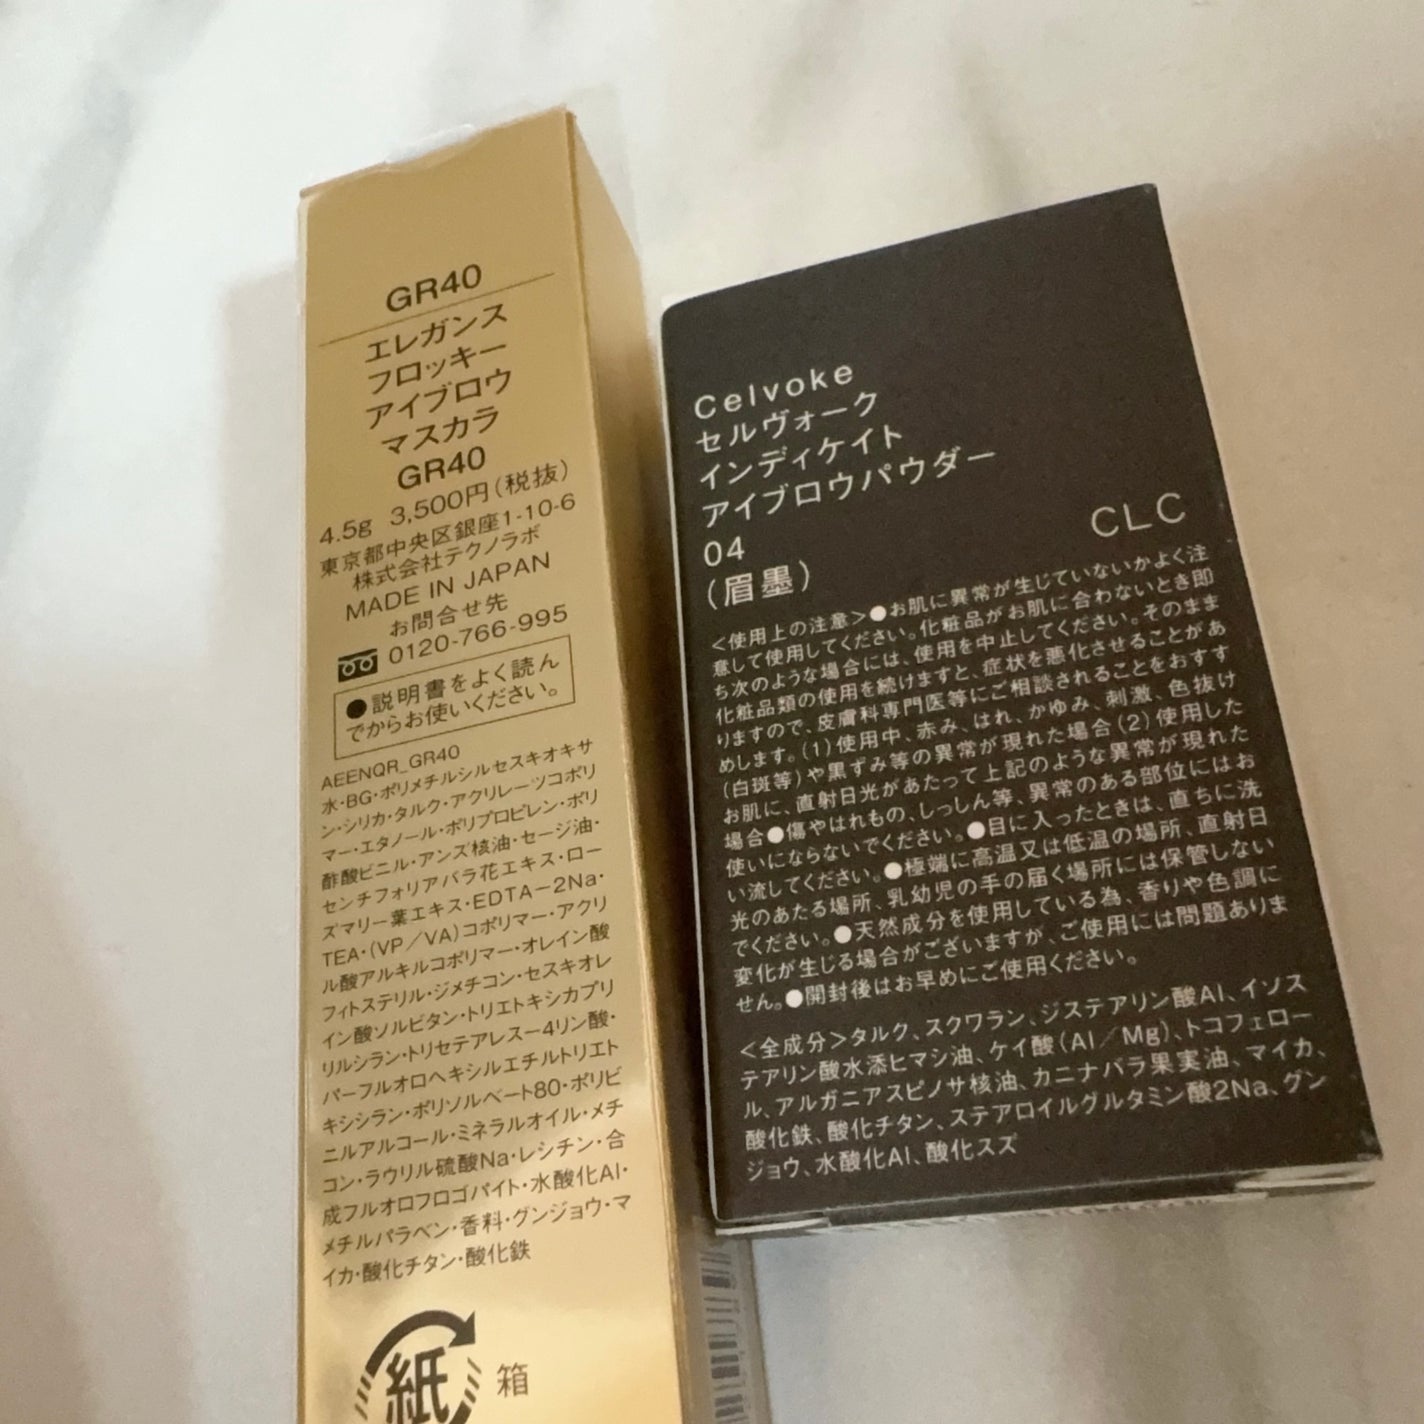 GR40
エレガンス
フロッキー
アイブロウ
マスカラ
GR40
4.5g 3,500円(税抜)
東京都中央区銀座1-10-6
株式会社テクノラボ
MADE IN JAPAN
お問合せ先
0120-766-995
●説明書をよく読ん
でからお使いください。
AEENQR_GR40
水・BG・ポリメチルシルセスキオキサ
ン・シリカ・タルク・アクリレーツコポリ
マー・エタノール・ポリプロピレン・ポリ
酢酸ビニル・アンズ核油・セージ油・
センチフォリアバラ花エキス・ロー
ズマリー葉エキス・EDTA-2Na・
TEA・(VP/VA)コポリマー・アクリ
ル酸アルキルコポリマー・オレイン酸
フィトステリル・ジメチコン・セスキオレ
イン酸ソルビタン・トリエトキシカプリ
リルシラン・トリセテアレス-4リン酸・
パーフルオロヘキシルエチルトリエト
キシシラン・ポリソルベート80・ポリビ
ニルアルコール・ミネラルオイル・メチ
コン・ラウリル硫酸Na・レシチン・合
成フルオロフロゴパイト・水酸化Al・
メチルパラベン・香料・グンジョウ・マ
イカ・酸化チタン・酸化鉄
紙 箱
Celvoke
セルヴォーク
インディケイト
アイブロウパウダー
04
CLC
(眉墨)
<使用上の注意>●お肌に異常が生じていないかよく注
意して使用してください。化粧品がお肌に合わないとき即
ち次のような場合には、使用を中止してください。そのまま
化粧品類の使用を続けますと、症状を悪化させることがあ
りますので、皮膚科専門医等にご相談されることをおすす
めします。(1)使用中、赤み、はれ、かゆみ、刺激、色抜け
(白斑等)や黒ずみ等の異常が現れた場合(2)使用した
お肌に、直射日光があたって上記のような異常が現れた
場合●傷やはれもの、しっしん等、異常のある部位にはお
使いにならないでください。●目に入ったときは、直ちに洗
い流してください。●極端に高温又は低温の場所、直射日
光のあたる場所、乳幼児の手の届く場所には保管しない
でください。●天然成分を使用している為、香りや色調に
変化が生じる場合がございますが、ご使用には問題ありま
せん。●開封後はお早めにご使用ください。
<全成分>タルク、スクワラン、ジステアリン酸Al、イソス
テアリン酸水添ヒマシ油、ケイ酸(Al/Mg)、トコフェロー
ル、アルガニアスピノサ核油、カニナバラ果実油、マイカ、
酸化鉄、酸化チタン、ステアロイルグルタミン酸2Na、グン
ジョウ、水酸化Al、酸化スズ